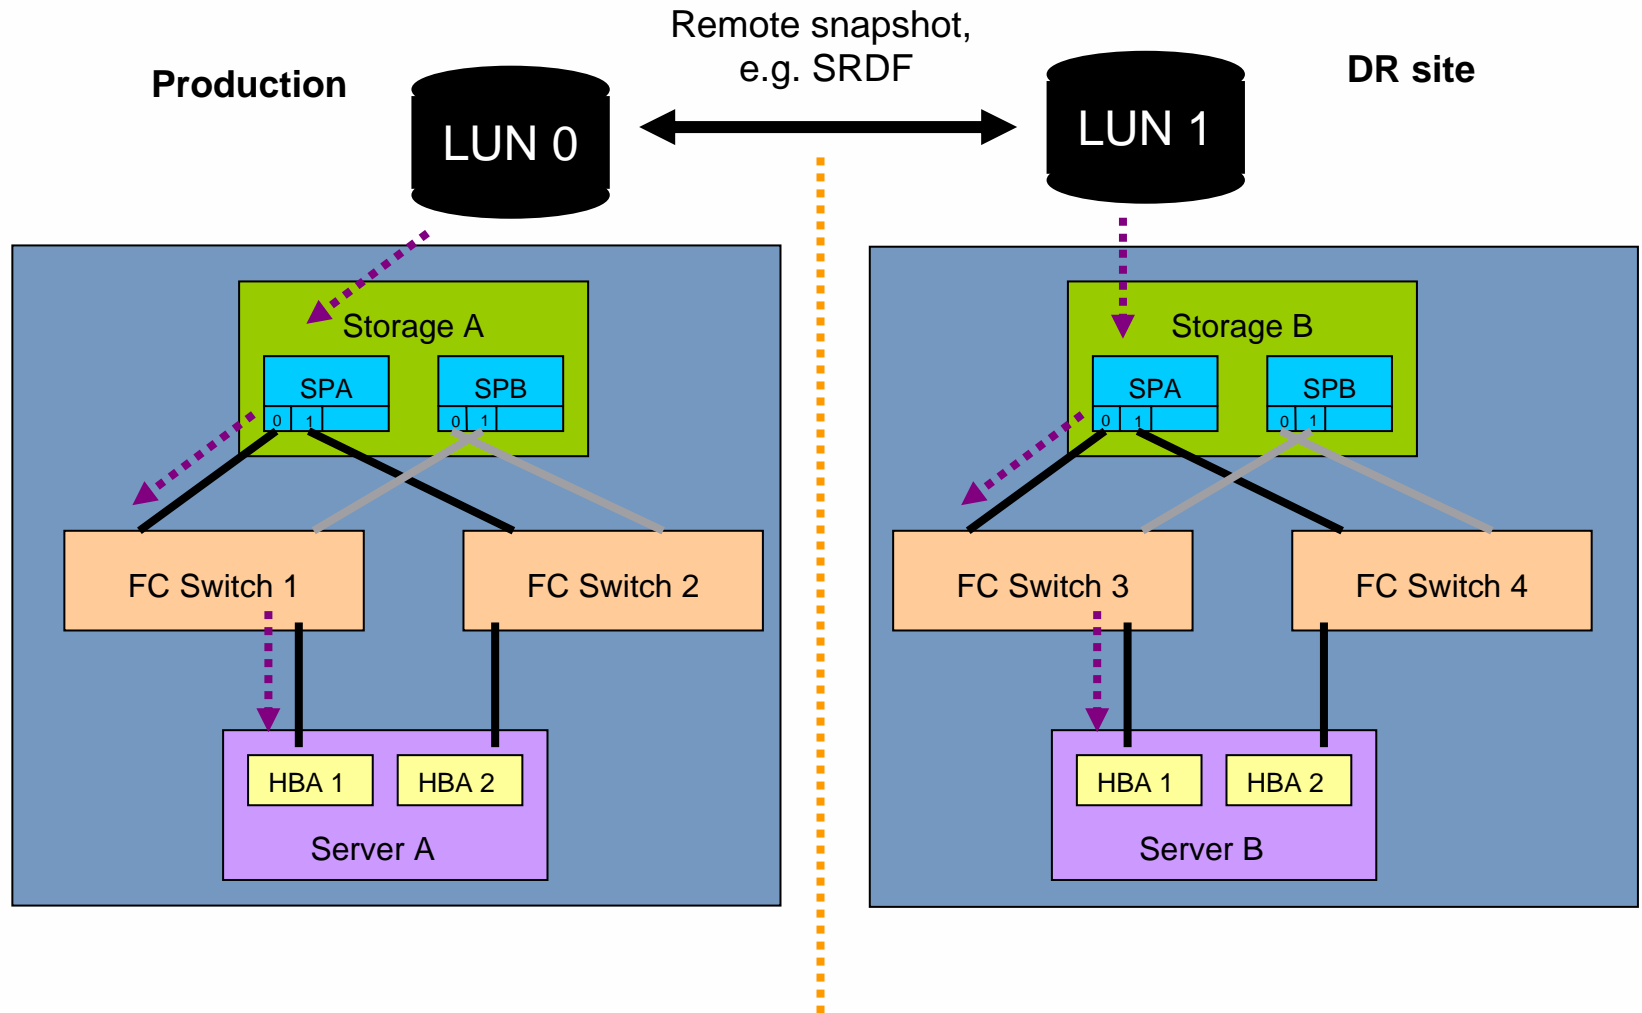 Remote snapshot,
e.g. SRDF
Production
DR site
LUN 0
LUN 1
Storage A
SPA
SPB
0 1
0 1
FC Switch 1
FC Switch 2
HBA 1
HBA 2
Server A
Storage B
SPA
SPB
0 1
0 1
FC Switch 3
FC Switch 4
HBA 1
HBA 2
Server B